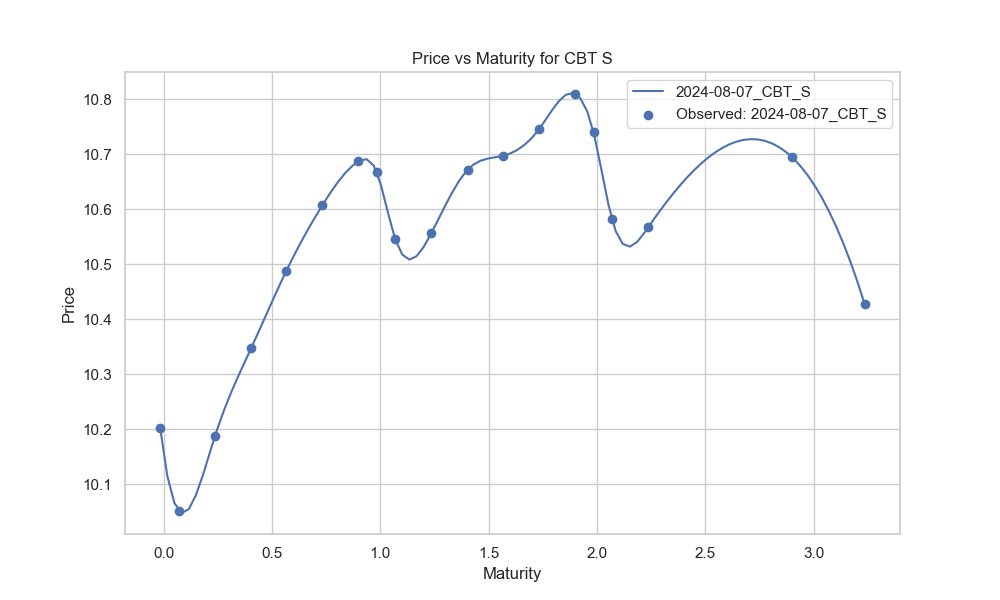 Price vs Maturity for CBT S
2024-08-07_CBT_S
Observed: 2024-08-07_CBT_S
Price
10.8
10.7
10.6
10.5
10.4
10.3
10.2
10.1
0.0 0.5 1.0 1.5 2.0 2.5 3.0
Maturity